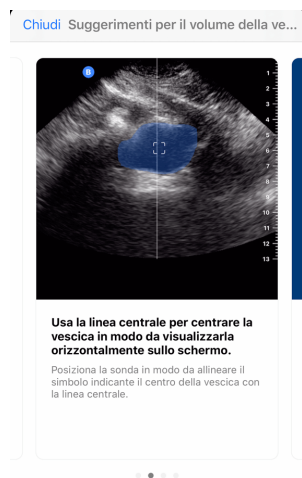 Chiudi Suggerimenti per il volume della ve...
B
1
2
3
4
5
6
7
8
9
10
11
12
13
Usa la linea centrale per centrare la
vescica in modo da visualizzarla
orizzontalmente sullo schermo.
Posiziona la sonda in modo da allineare il
simbolo indicante il centro della vescica con
la linea centrale.